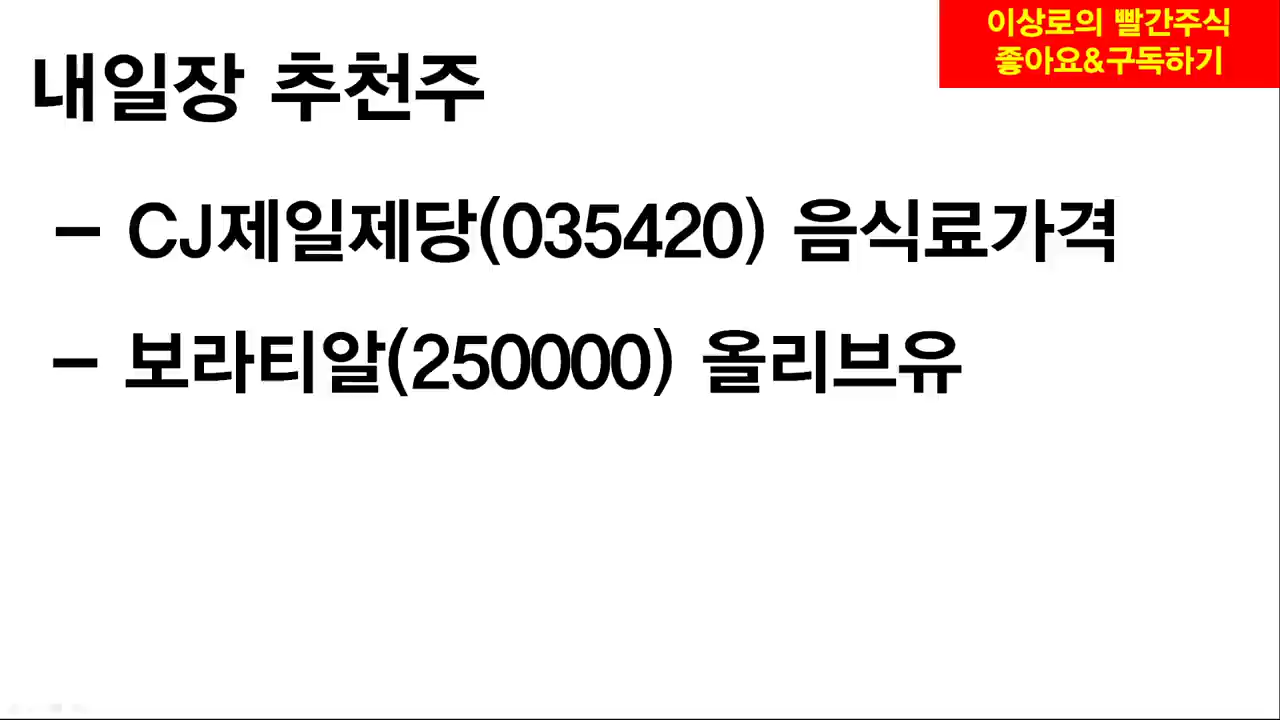 이상로의 빨간주식
좋아요&구독하기
내일장 추천주
- CJ제일제당(035420) 음식료가격
- 보라티알(250000) 올리브유